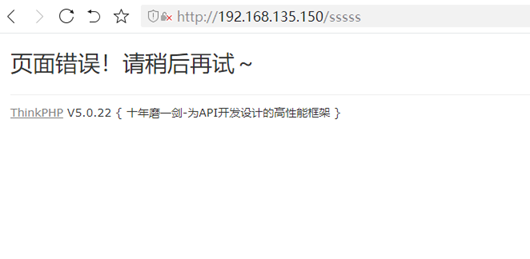 http://192.168.135.150/sssss
页面错误！请稍后再试～
ThinkPHP V5.0.22 { 十年磨一剑-为API开发设计的高性能框架 }